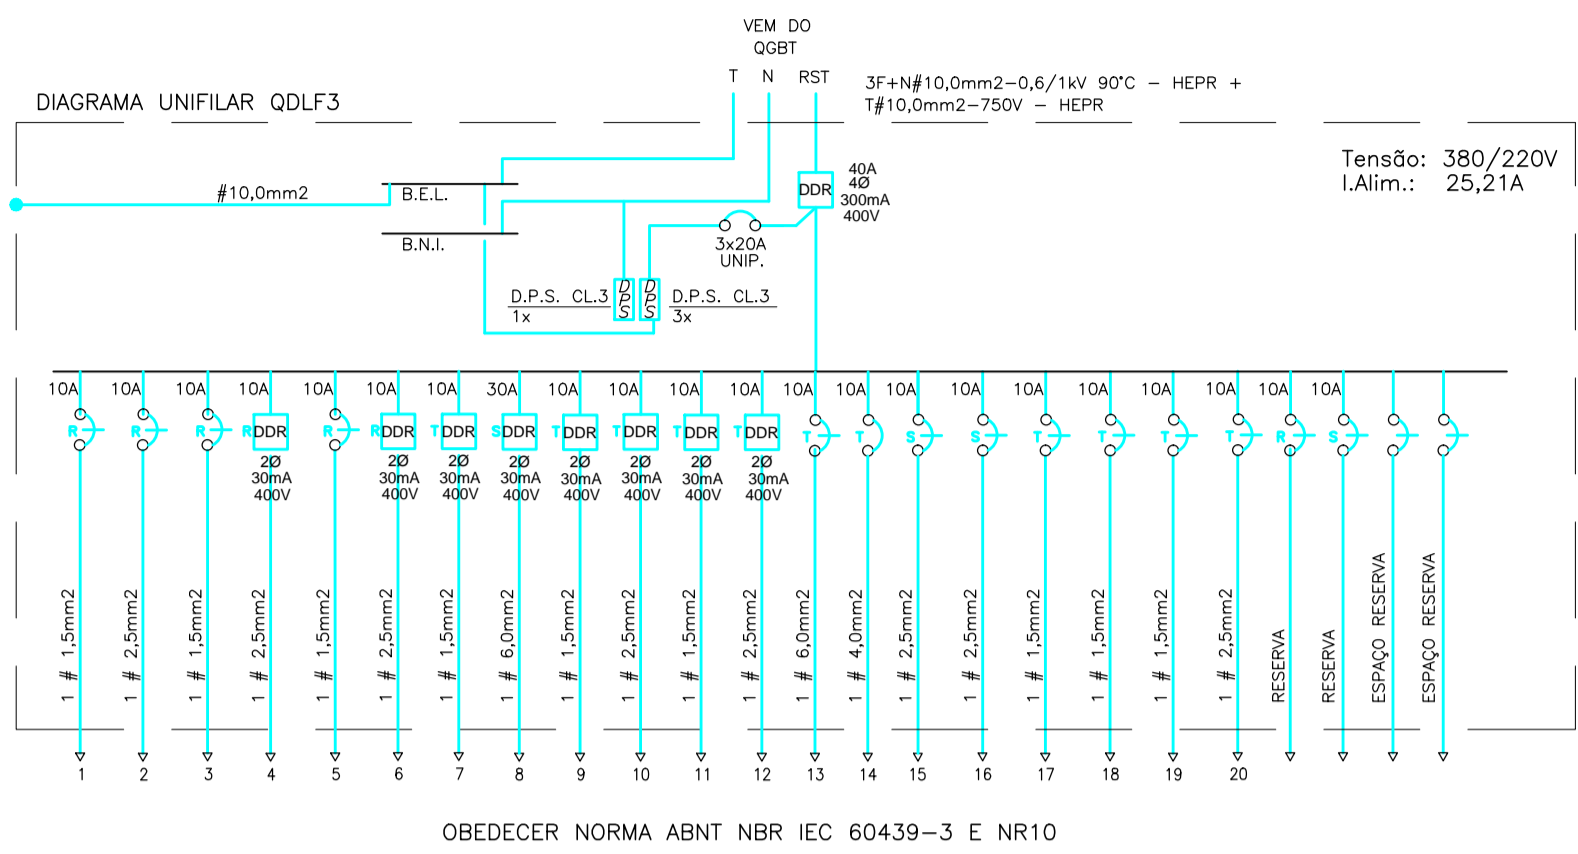 VEM DO
QGBT
T N RST
3F+N#10,0mm2-0,6/1kV 90°C - HEPR +
T#10,0mm2-750V - HEPR
DIAGRAMA UNIFILAR QDLF3
Tensão: 380/220V
I.Alim.: 25,21A
#10,0mm2
B.E.L.
B.N.I.
DDR
40A
4Ø
300mA
400V
3x20A
UNIP.
D.P.S. CL.3
1x
DPS
DPS
D.P.S. CL.3
3x
10A 10A 10A 10A 10A 10A 10A 30A 10A 10A 10A 10A 10A 10A 10A 10A 10A 10A 10A 10A 10A 10A
R R R R DDR R R DDR T DDR S DDR T DDR T DDR T DDR T DDR T T S S T T T T R S
2Ø 2Ø 2Ø 2Ø 2Ø 2Ø 2Ø 2Ø
30mA 30mA 30mA 30mA 30mA 30mA 30mA 30mA
400V 400V 400V 400V 400V 400V 400V 400V
1 # 1,5mm2
1 # 2,5mm2
1 # 1,5mm2
1 # 2,5mm2
1 # 1,5mm2
1 # 2,5mm2
1 # 1,5mm2
1 # 6,0mm2
1 # 1,5mm2
1 # 2,5mm2
1 # 1,5mm2
1 # 2,5mm2
1 # 6,0mm2
1 # 4,0mm2
1 # 2,5mm2
1 # 2,5mm2
1 # 1,5mm2
1 # 1,5mm2
1 # 1,5mm2
1 # 2,5mm2
RESERVA
RESERVA
ESPAÇO RESERVA
ESPAÇO RESERVA
1 2 3 4 5 6 7 8 9 10 11 12 13 14 15 16 17 18 19 20
OBEDECER NORMA ABNT NBR IEC 60439-3 E NR10